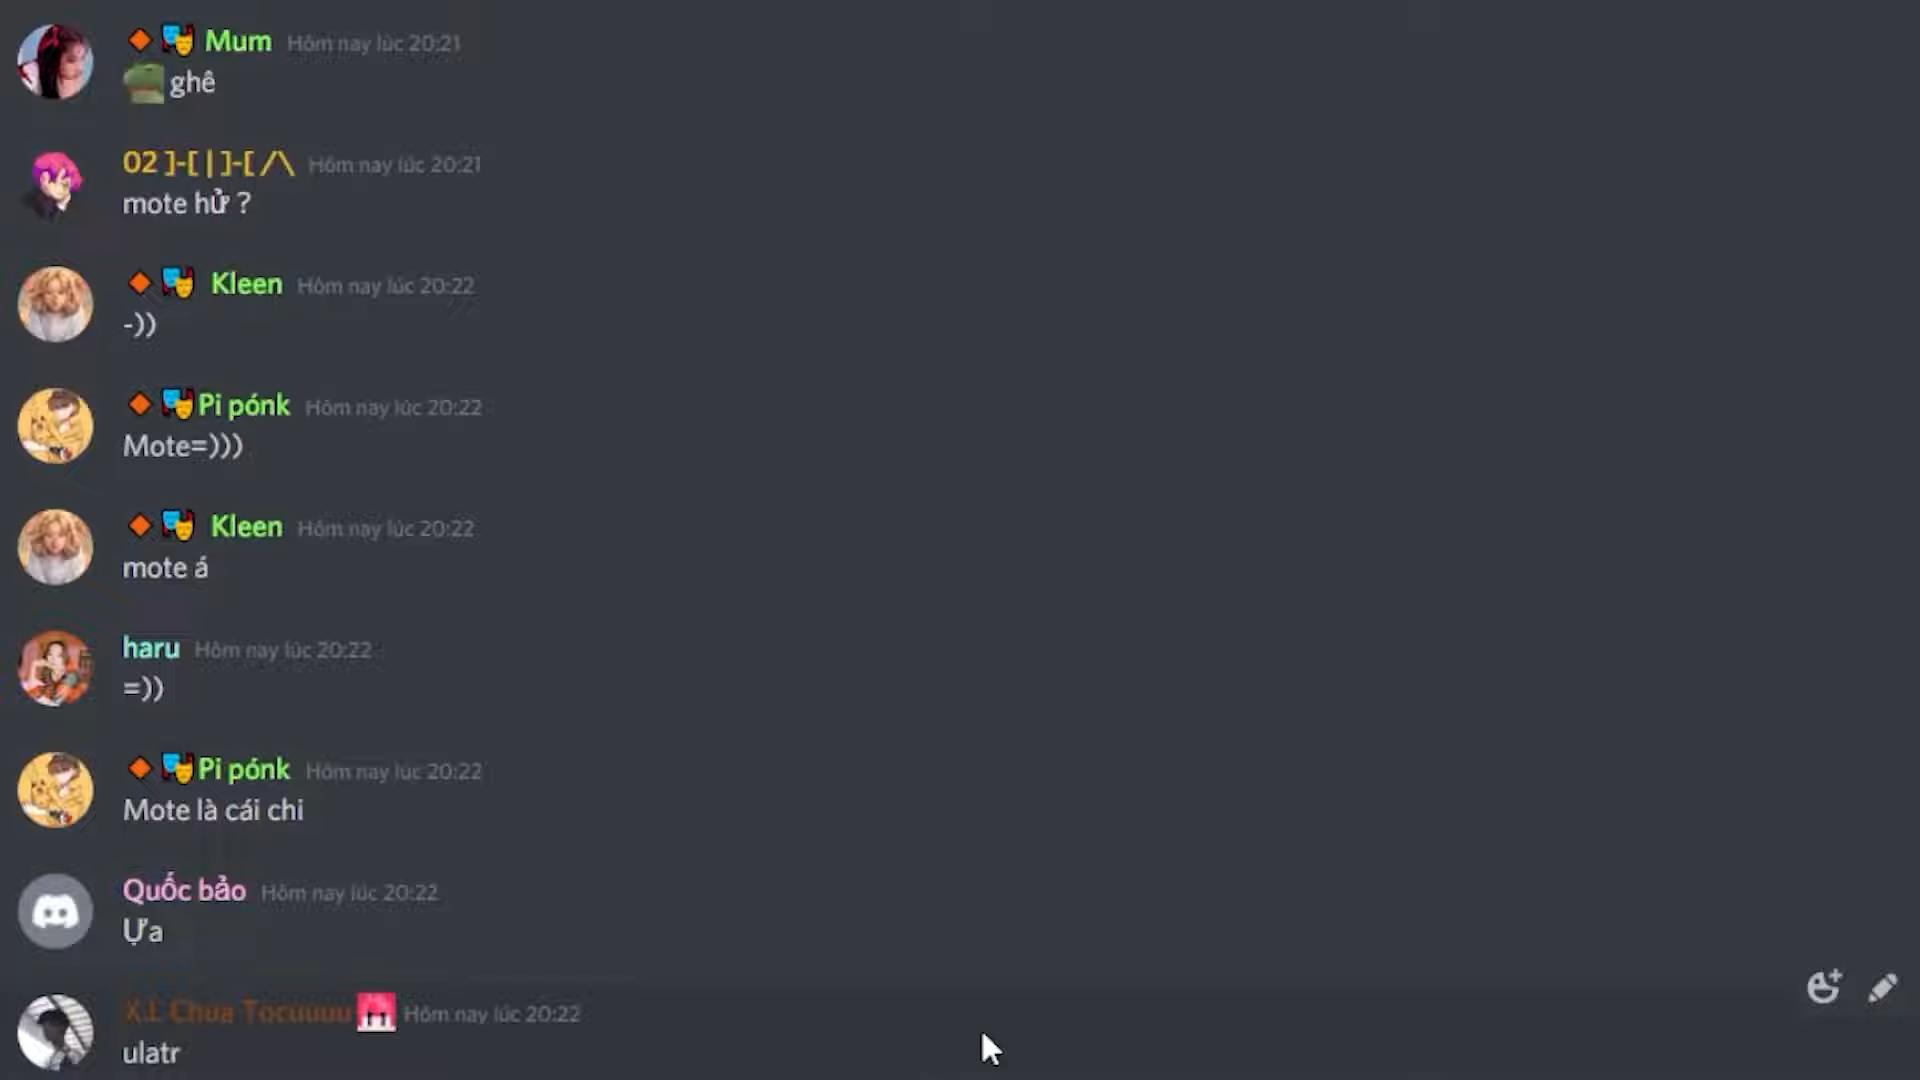 Mum Hôm nay lúc 20:21
ghê
02 ]-[ | ]-[ /\ Hôm nay lúc 20:21
mote hử ?
Kleen Hôm nay lúc 20:22
-))
Pi pónk Hôm nay lúc 20:22
Mote=)))
Kleen Hôm nay lúc 20:22
mote á
haru Hôm nay lúc 20:22
=))
Pi pónk Hôm nay lúc 20:22
Mote là cái chi
Quốc bảo Hôm nay lúc 20:22
Ựa
X.L Chua Tocuuuu Hôm nay lúc 20:22
ulatr